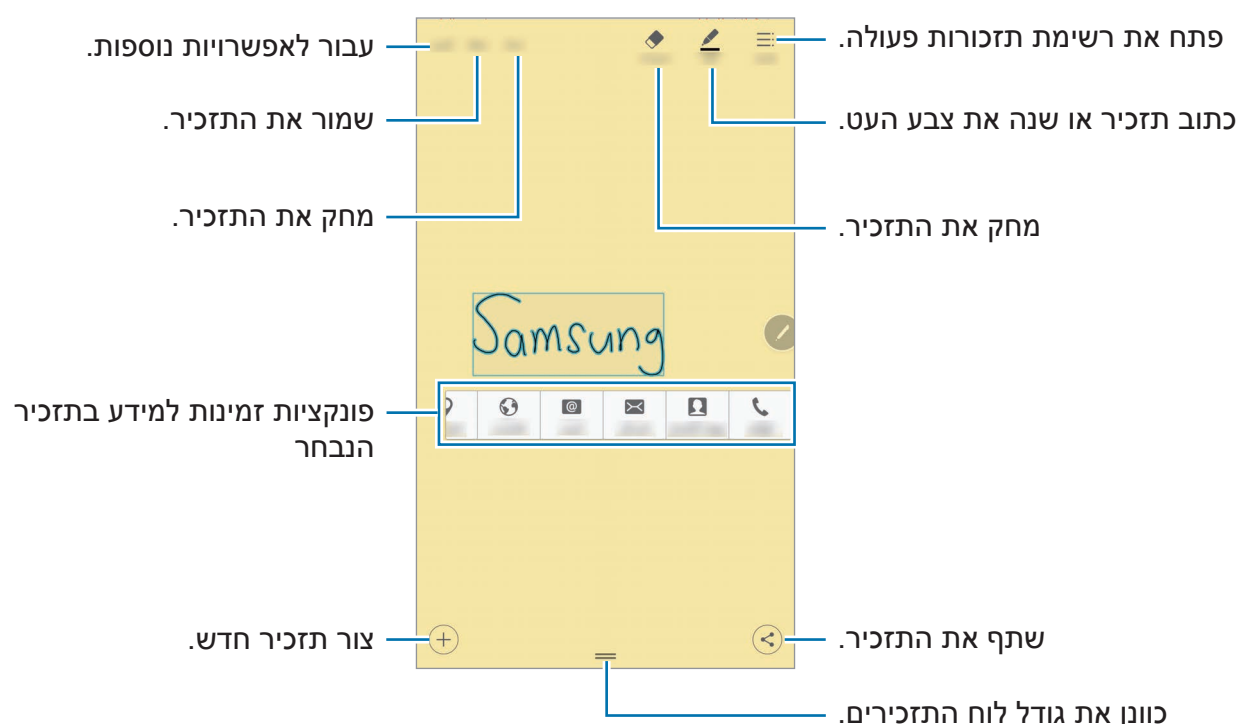 פתח את רשימת תזכורות פעולה.
עבור לאפשרויות נוספות.
כתוב תזכיר או שנה את צבע העט.
שמור את התזכיר.
מחק את התזכיר.
מחק את התזכיר.
Samsung
פונקציות זמינות למידע בתזכיר
הנבחר
שתף את התזכיר.
צור תזכיר חדש.
כוונן את גודל לוח התזכירים.